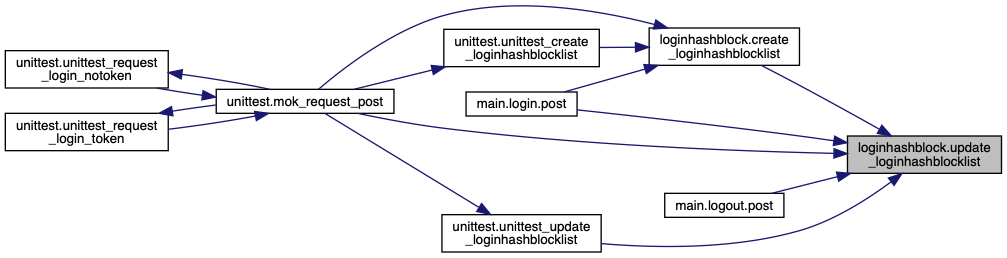 unittest.unittest_request
_login_notoken
unittest.unittest_request
_login_token
unittest.mok_request_post
unittest.unittest_create
_loginhashblocklist
main.login.post
unittest.unittest_update
_loginhashblocklist
loginhashblock.create
_loginhashblocklist
main.logout.post
loginhashblock.update
_loginhashblocklist